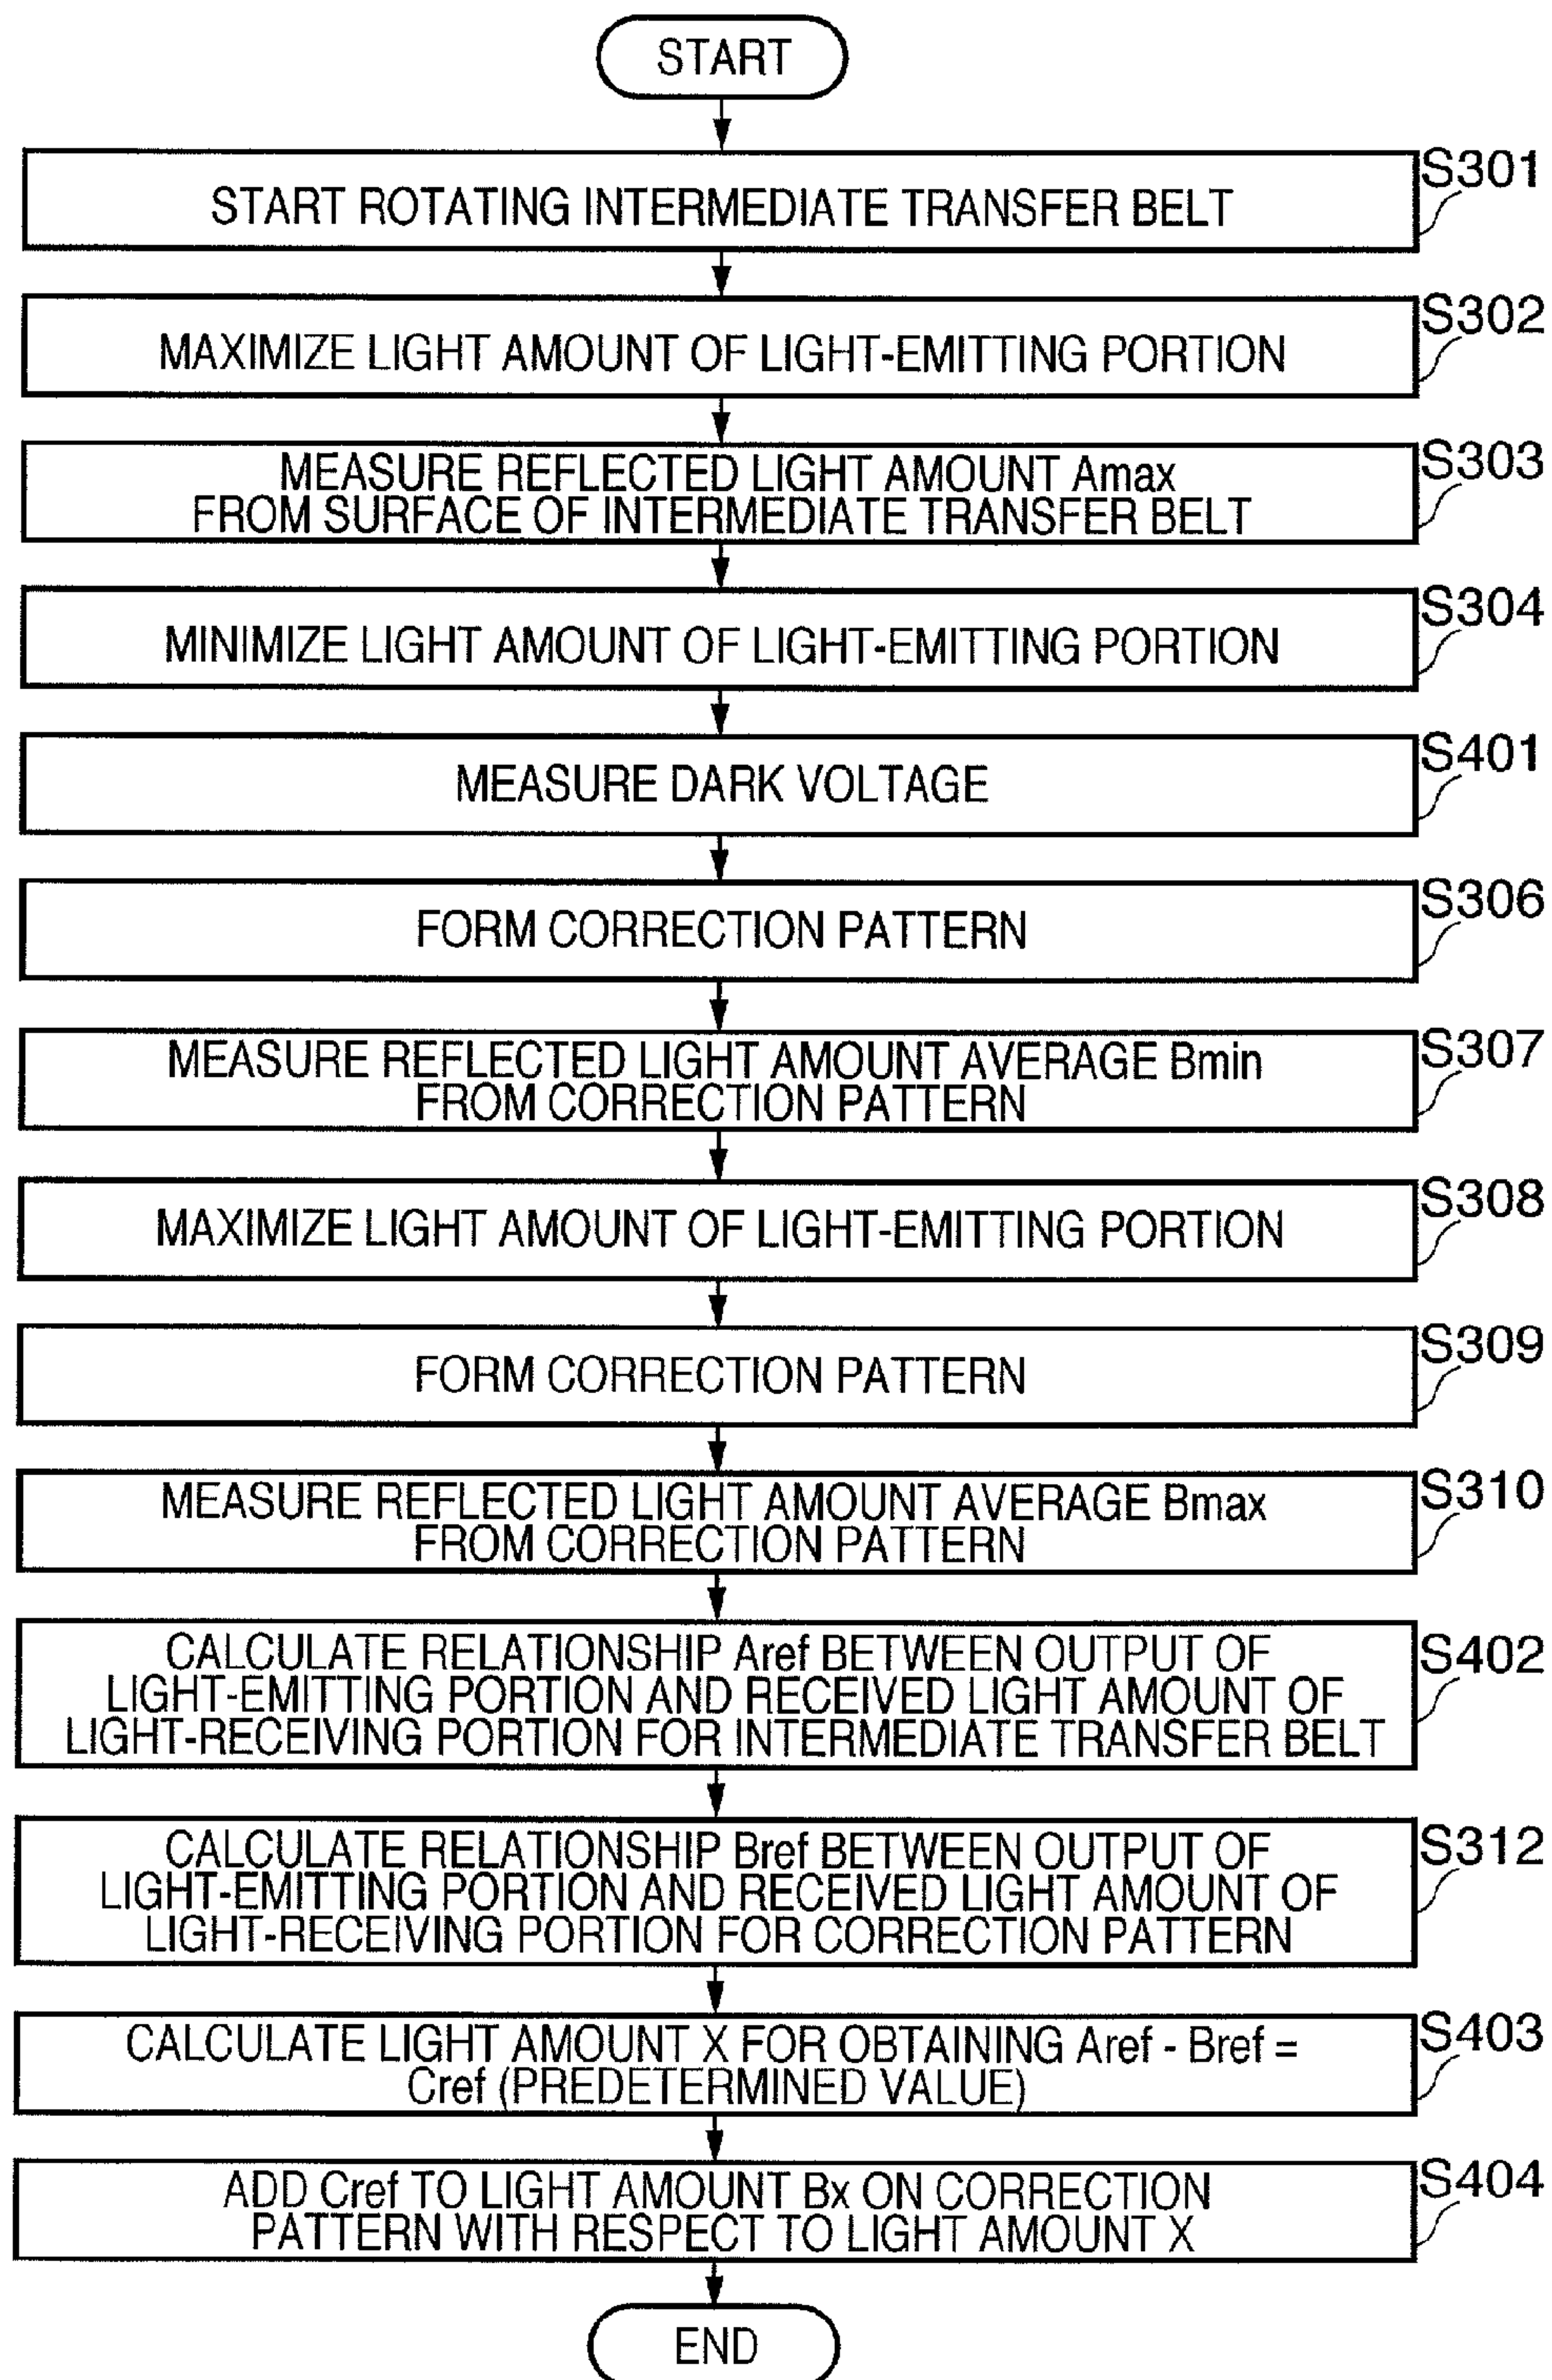 START
S301
START ROTATING INTERMEDIATE TRANSFER BELT
S302
MAXIMIZE LIGHT AMOUNT OF LIGHT-EMITTING PORTION
S303
MEASURE REFLECTED LIGHT AMOUNT Amax
FROM SURFACE OF INTERMEDIATE TRANSFER BELT
S304
MINIMIZE LIGHT AMOUNT OF LIGHT-EMITTING PORTION
S401
MEASURE DARK VOLTAGE
S306
FORM CORRECTION PATTERN
S307
MEASURE REFLECTED LIGHT AMOUNT AVERAGE Bmin
FROM CORRECTION PATTERN
S308
MAXIMIZE LIGHT AMOUNT OF LIGHT-EMITTING PORTION
S309
FORM CORRECTION PATTERN
S310
MEASURE REFLECTED LIGHT AMOUNT AVERAGE Bmax
FROM CORRECTION PATTERN
S402
CALCULATE RELATIONSHIP Aref BETWEEN OUTPUT OF
LIGHT-EMITTING PORTION AND RECEIVED LIGHT AMOUNT OF
LIGHT-RECEIVING PORTION FOR INTERMEDIATE TRANSFER BELT
S312
CALCULATE RELATIONSHIP Bref BETWEEN OUTPUT OF
LIGHT-EMITTING PORTION AND RECEIVED LIGHT AMOUNT OF
LIGHT-RECEIVING PORTION FOR CORRECTION PATTERN
S403
CALCULATE LIGHT AMOUNT X FOR OBTAINING Aref - Bref =
Cref (PREDETERMINED VALUE)
S404
ADD Cref TO LIGHT AMOUNT Bx ON CORRECTION
PATTERN WITH RESPECT TO LIGHT AMOUNT X
END